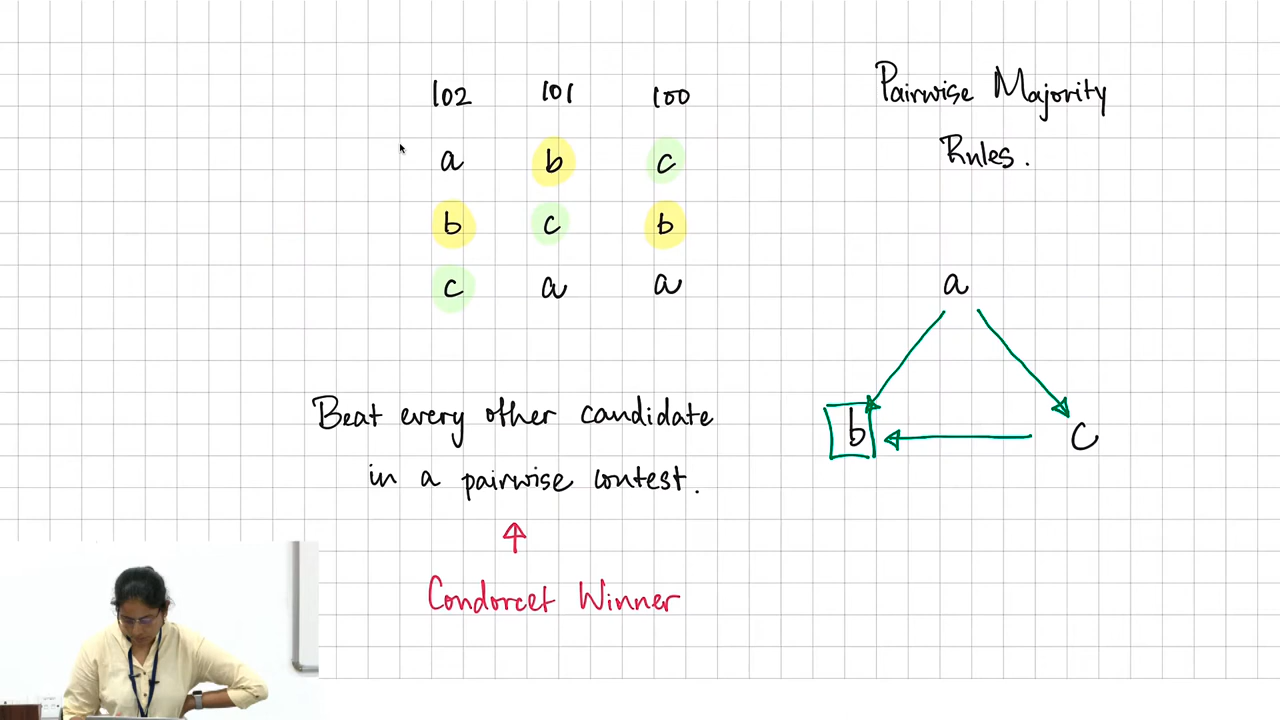 102 101 100
a b c
b c b
c a a
Pairwise Majority
Rules.
a
b c
Beat every other candidate
in a pairwise contest.
Condorcet Winner